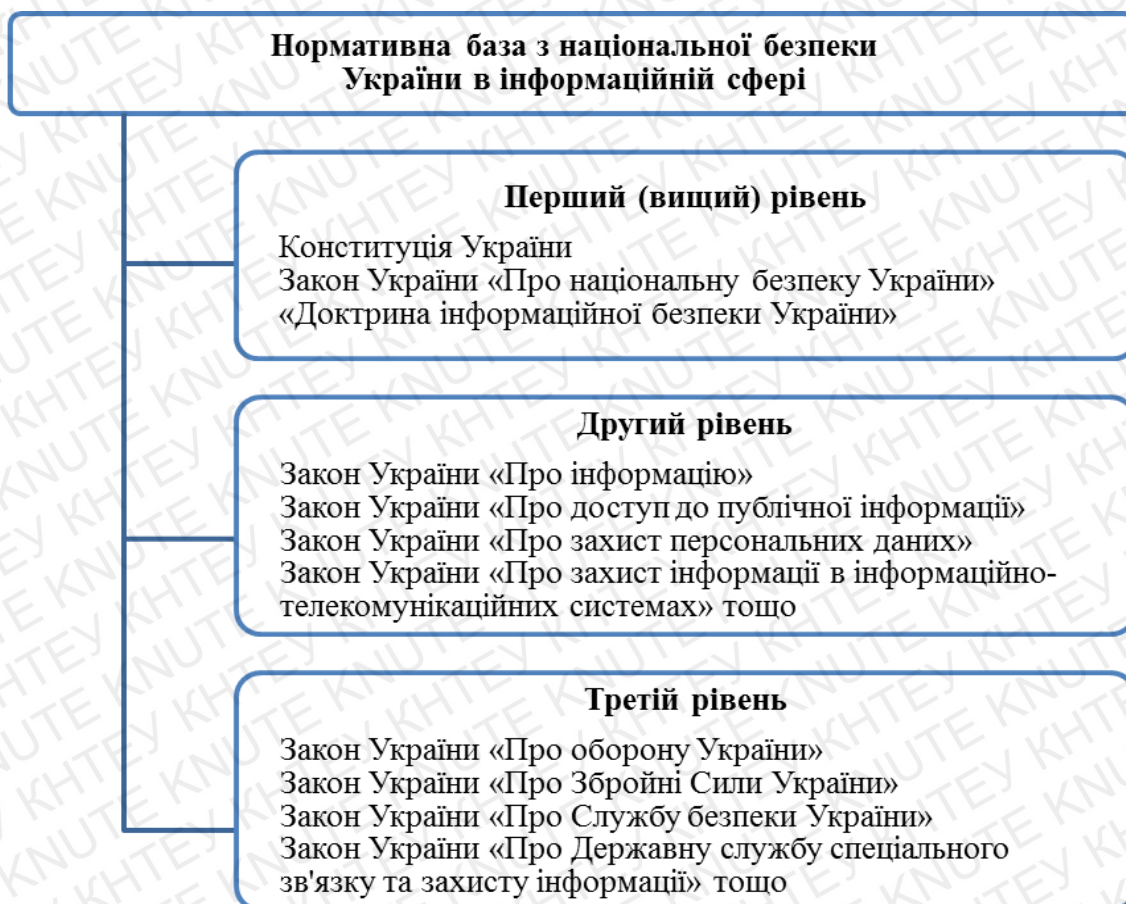 Нормативна база з національної безпеки
України в інформаційній сфері
Перший (вищий) рівень
Конституція України
Закон України «Про національну безпеку України»
«Доктрина інформаційної безпеки України»
Другий рівень
Закон України «Про інформацію»
Закон України «Про доступ до публічної інформації»
Закон України «Про захист персональних даних»
Закон України «Про захист інформації в інформаційно-
телекомунікаційних системах» тощо
Третій рівень
Закон України «Про оборону України»
Закон України «Про Збройні Сили України»
Закон України «Про Службу безпеки України»
Закон України «Про Державну службу спеціального
зв'язку та захисту інформації» тощо